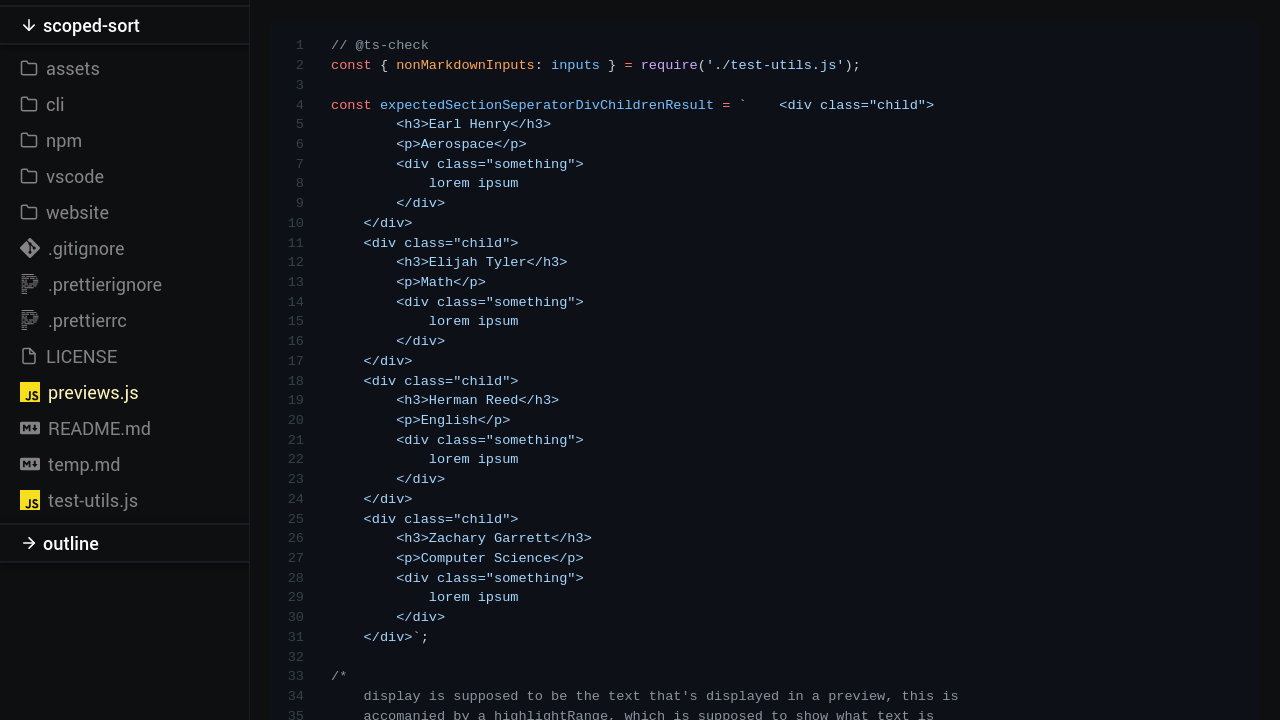 scoped-sort
assets
cli
npm
vscode
website
.gitignore
.prettierignore
.prettierrc
LICENSE
JS previews.js
README.md
temp.md
JS test-utils.js
outline
1 // @ts-check
2 const { nonMarkdownInputs: inputs } = require('./test-utils.js');
3
4 const expectedSectionSeperatorDivChildrenResult = `    <div class="child">
5         <h3>Earl Henry</h3>
6         <p>Aerospace</p>
7         <div class="something">
8             lorem ipsum
9         </div>
10     </div>
11     <div class="child">
12         <h3>Elijah Tyler</h3>
13         <p>Math</p>
14         <div class="something">
15             lorem ipsum
16         </div>
17     </div>
18     <div class="child">
19         <h3>Herman Reed</h3>
20         <p>English</p>
21         <div class="something">
22             lorem ipsum
23         </div>
24     </div>
25     <div class="child">
26         <h3>Zachary Garrett</h3>
27         <p>Computer Science</p>
28         <div class="something">
29             lorem ipsum
30         </div>
31     </div>`;
32
33 /*
34     display is supposed to be the text that's displayed in a preview, this is
35     accomanied by a highlightRange, which is supposed to show what text is